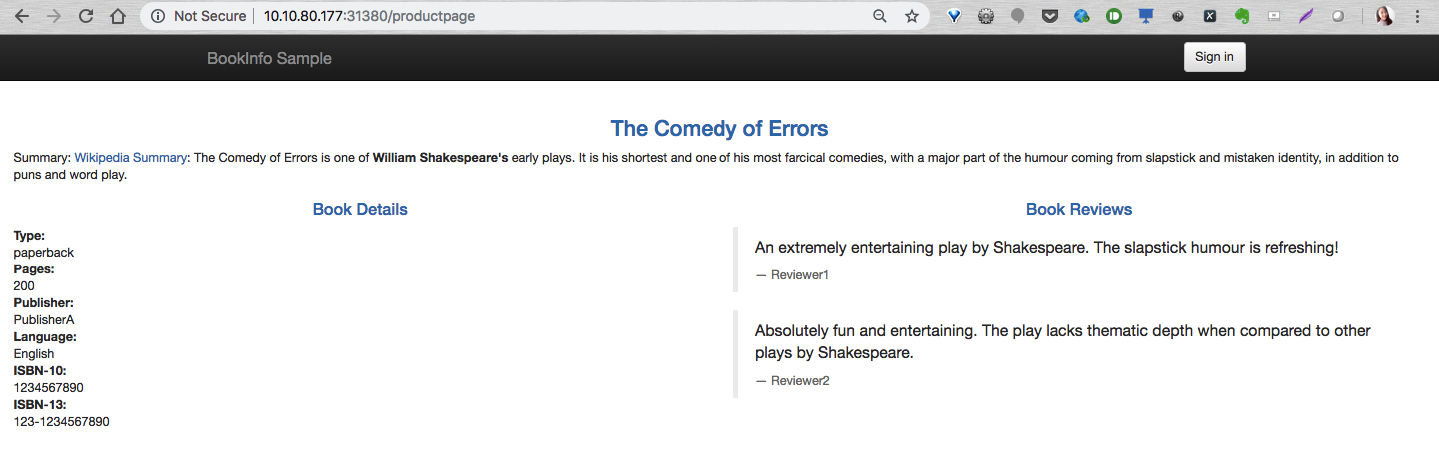 Not Secure 10.10.80.177:31380/productpage
BookInfo Sample
Sign in
The Comedy of Errors
Summary: Wikipedia Summary: The Comedy of Errors is one of William Shakespeare's early plays. It is his shortest and one of his most farcical comedies, with a major part of the humour coming from slapstick and mistaken identity, in addition to
puns and word play.
Book Details
Type:
paperback
Pages:
200
Publisher:
PublisherA
Language:
English
ISBN-10:
1234567890
ISBN-13:
123-1234567890
Book Reviews
An extremely entertaining play by Shakespeare. The slapstick humour is refreshing!
— Reviewer1
Absolutely fun and entertaining. The play lacks thematic depth when compared to other
plays by Shakespeare.
— Reviewer2